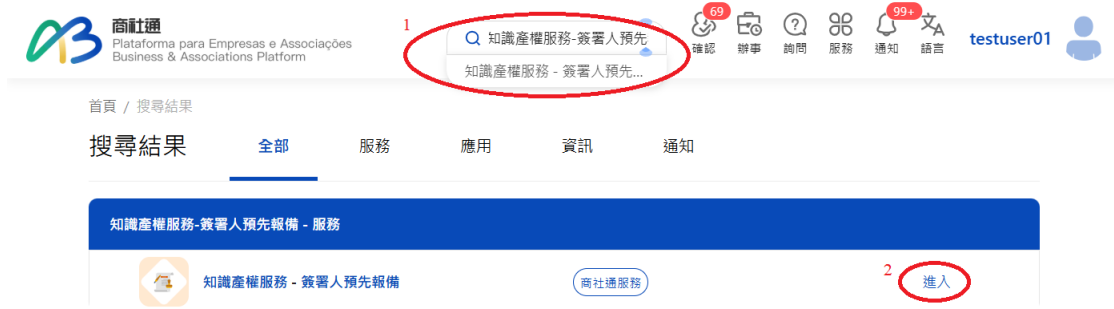 商社通
Plataforma para Empresas e Associações
Business & Associations Platform
1
知識產權服務-簽署人預先
知識產權服務 - 簽署人預先...
69
確認
辦事
詢問
服務
99+
通知
語言
testuser01
首頁 / 搜尋結果
搜尋結果
全部
服務
應用
資訊
通知
知識產權服務-簽署人預先報備 - 服務
知識產權服務 - 簽署人預先報備
商社通服務
2
進入